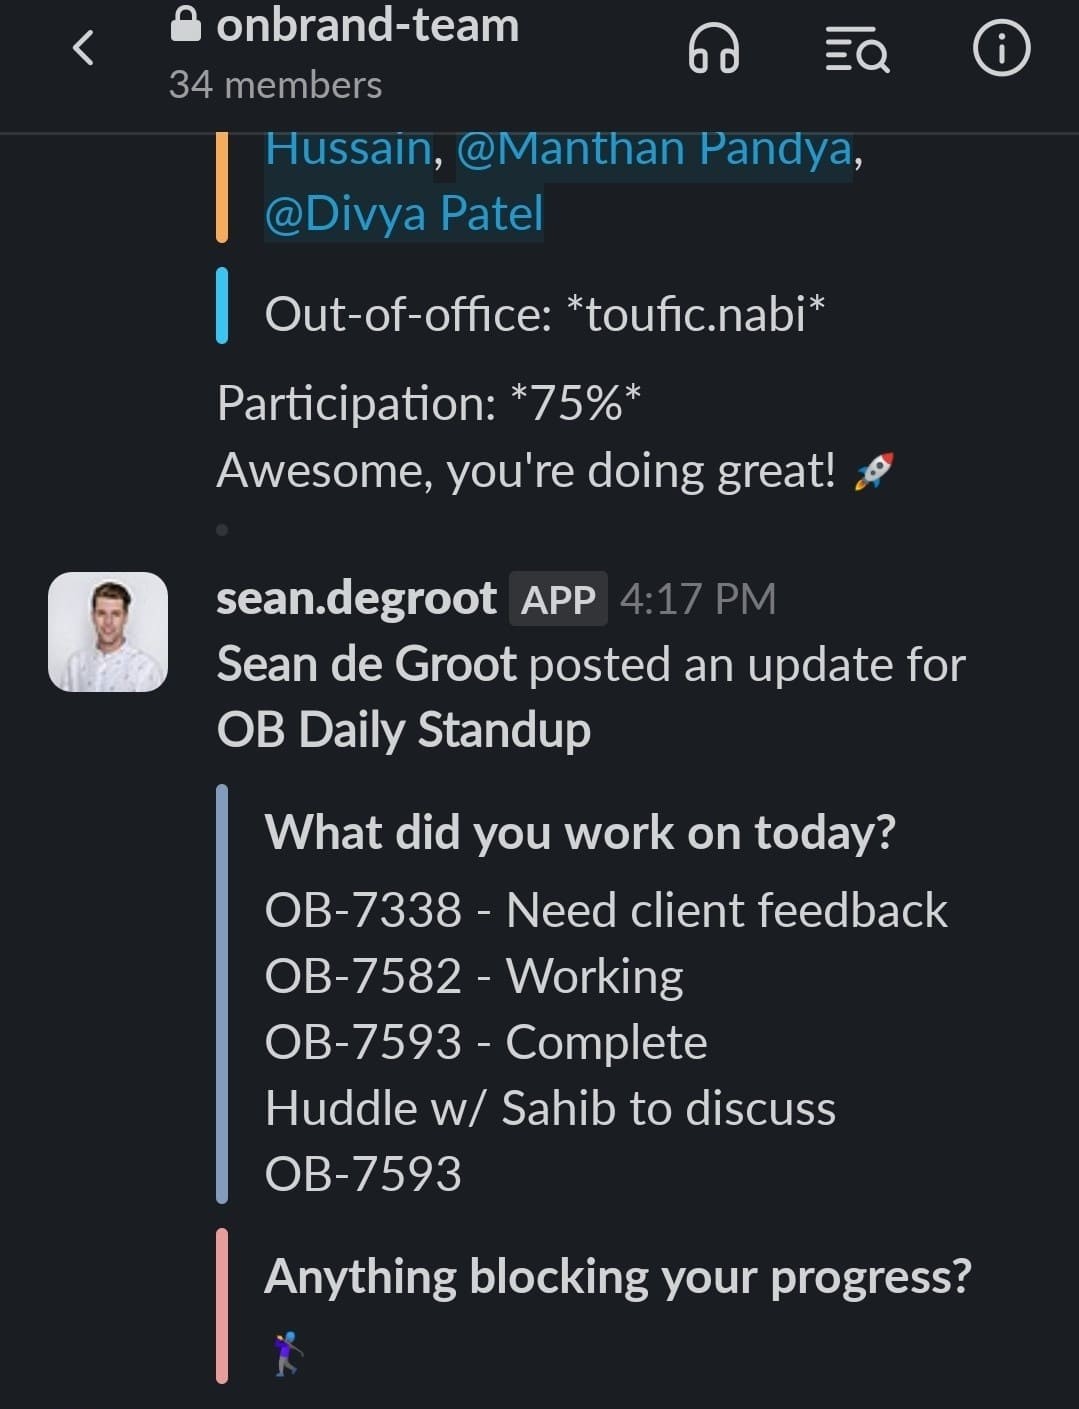 onbrand-team
34 members
Hussain, @Manthan Pandya,
@Divya Patel
Out-of-office: *toufic.nabi*
Participation: *75%*
Awesome, you're doing great! 🚀
sean.degroot APP 4:17 PM
Sean de Groot posted an update for
OB Daily Standup
What did you work on today?
OB-7338 - Need client feedback
OB-7582 - Working
OB-7593 - Complete
Huddle w/ Sahib to discuss
OB-7593
Anything blocking your progress?